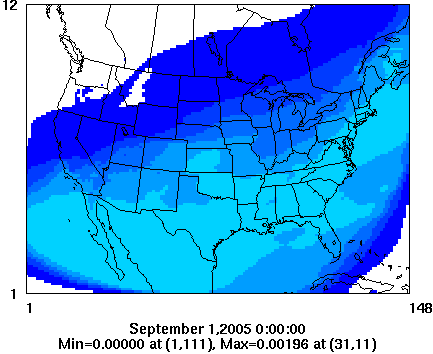 12
1
1
148
September 1,2005 0:00:00
Min=0.00000 at (1,111), Max=0.00196 at (31,11)